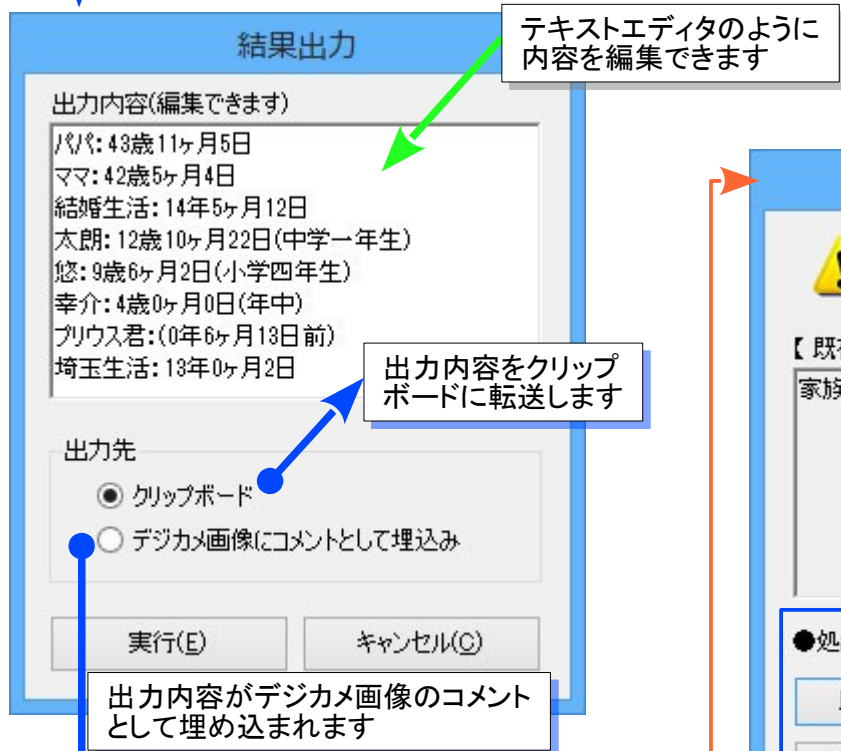 結果出力
テキストエディタのように
内容を編集できます
出力内容(編集できます)
パパ:43歳11ヶ月5日
ママ:42歳5ヶ月4日
結婚生活:14年5ヶ月12日
太朗:12歳10ヶ月22日(中学一年生)
悠:9歳6ヶ月2日(小学四年生)
幸介:4歳0ヶ月0日(年中)
プリウス君:(0年6ヶ月13日前)
埼玉生活:13年0ヶ月2日
出力内容をクリップ
ボードに転送します
出力先
クリップボード
デジカメ画像にコメントとして埋込み
実行(E)
キャンセル(C)
出力内容がデジカメ画像のコメント
として埋め込まれます
【既
家族
●処